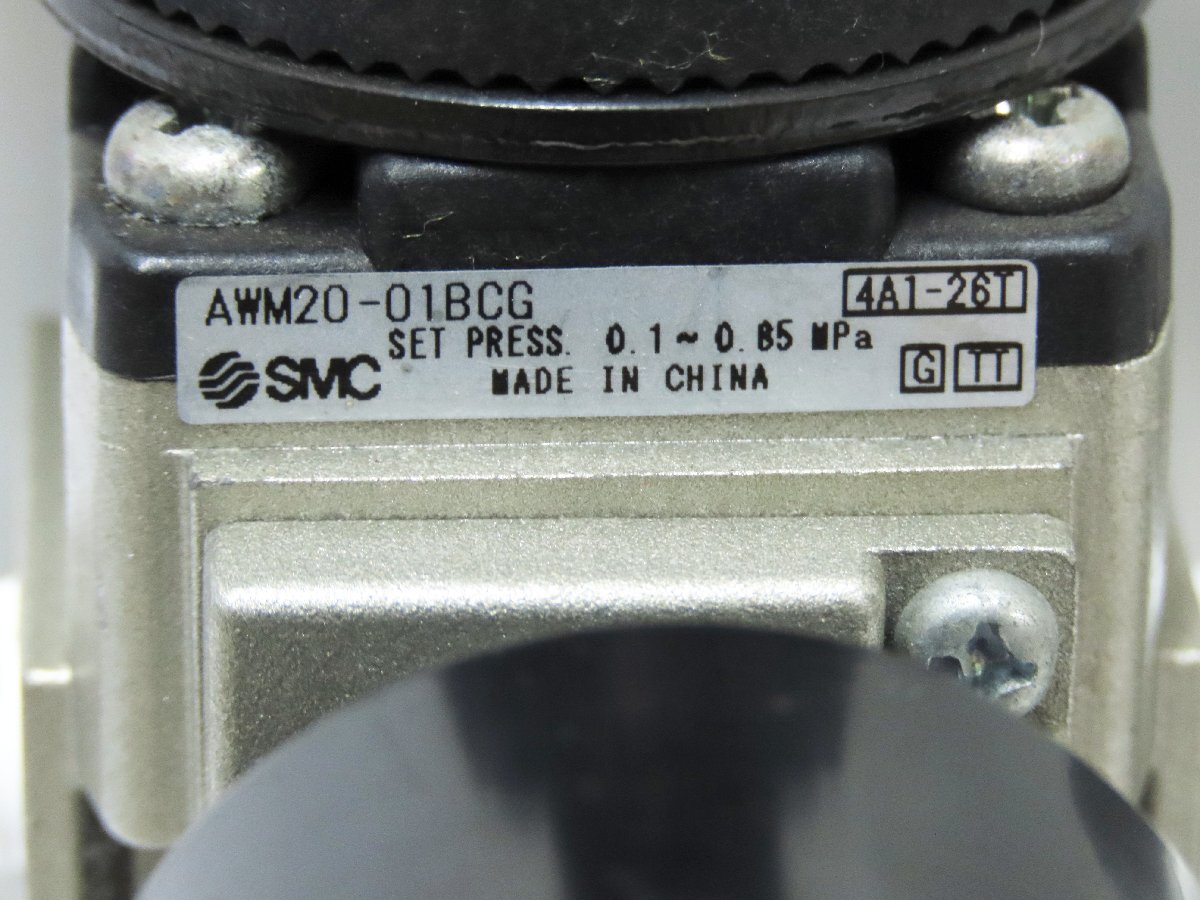 AWM20-01BCG 4A1-26T
SET PRESS. 0.1~0.85 MPa
SMC MADE IN CHINA G TT